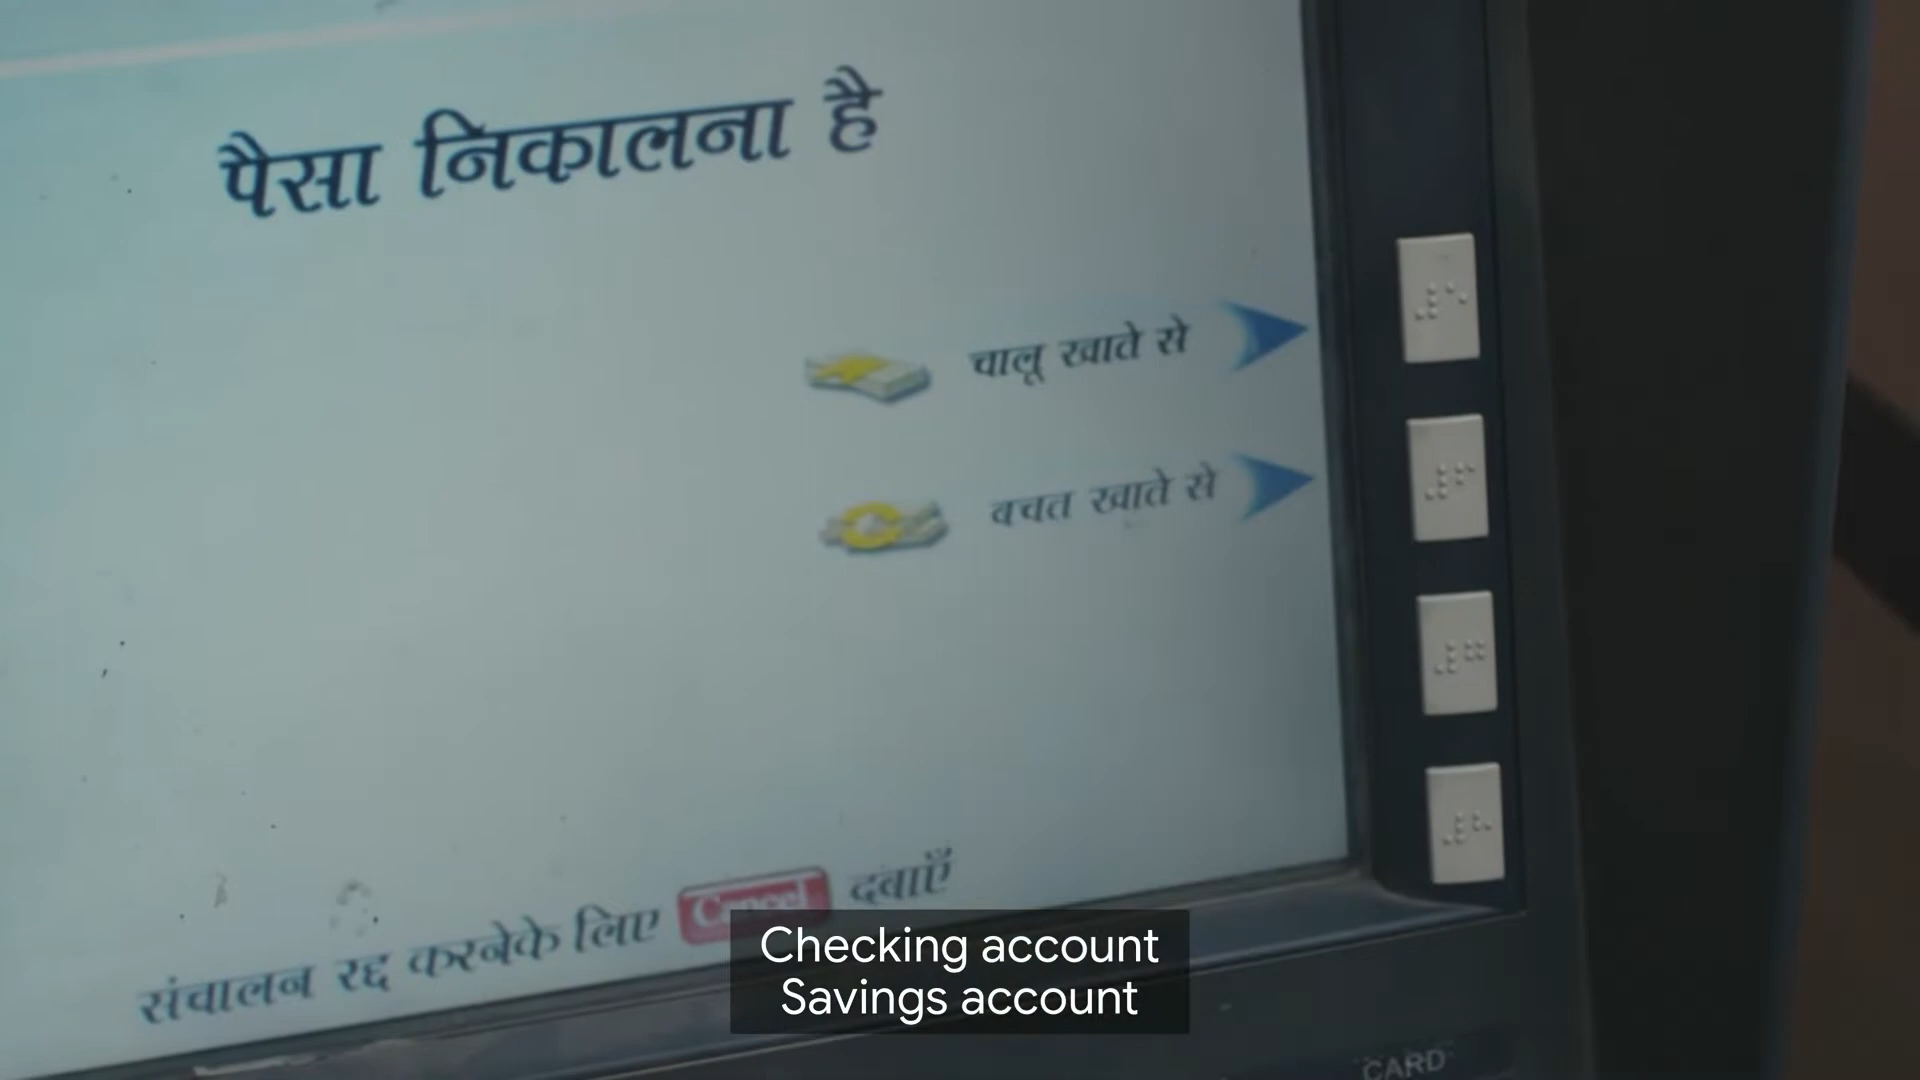 पैसा निकालना है
चालू खाते से
बचत खाते से
संचालन रद्द करनेके लिए Cancel दबाएँ
Checking account
Savings account
CARD